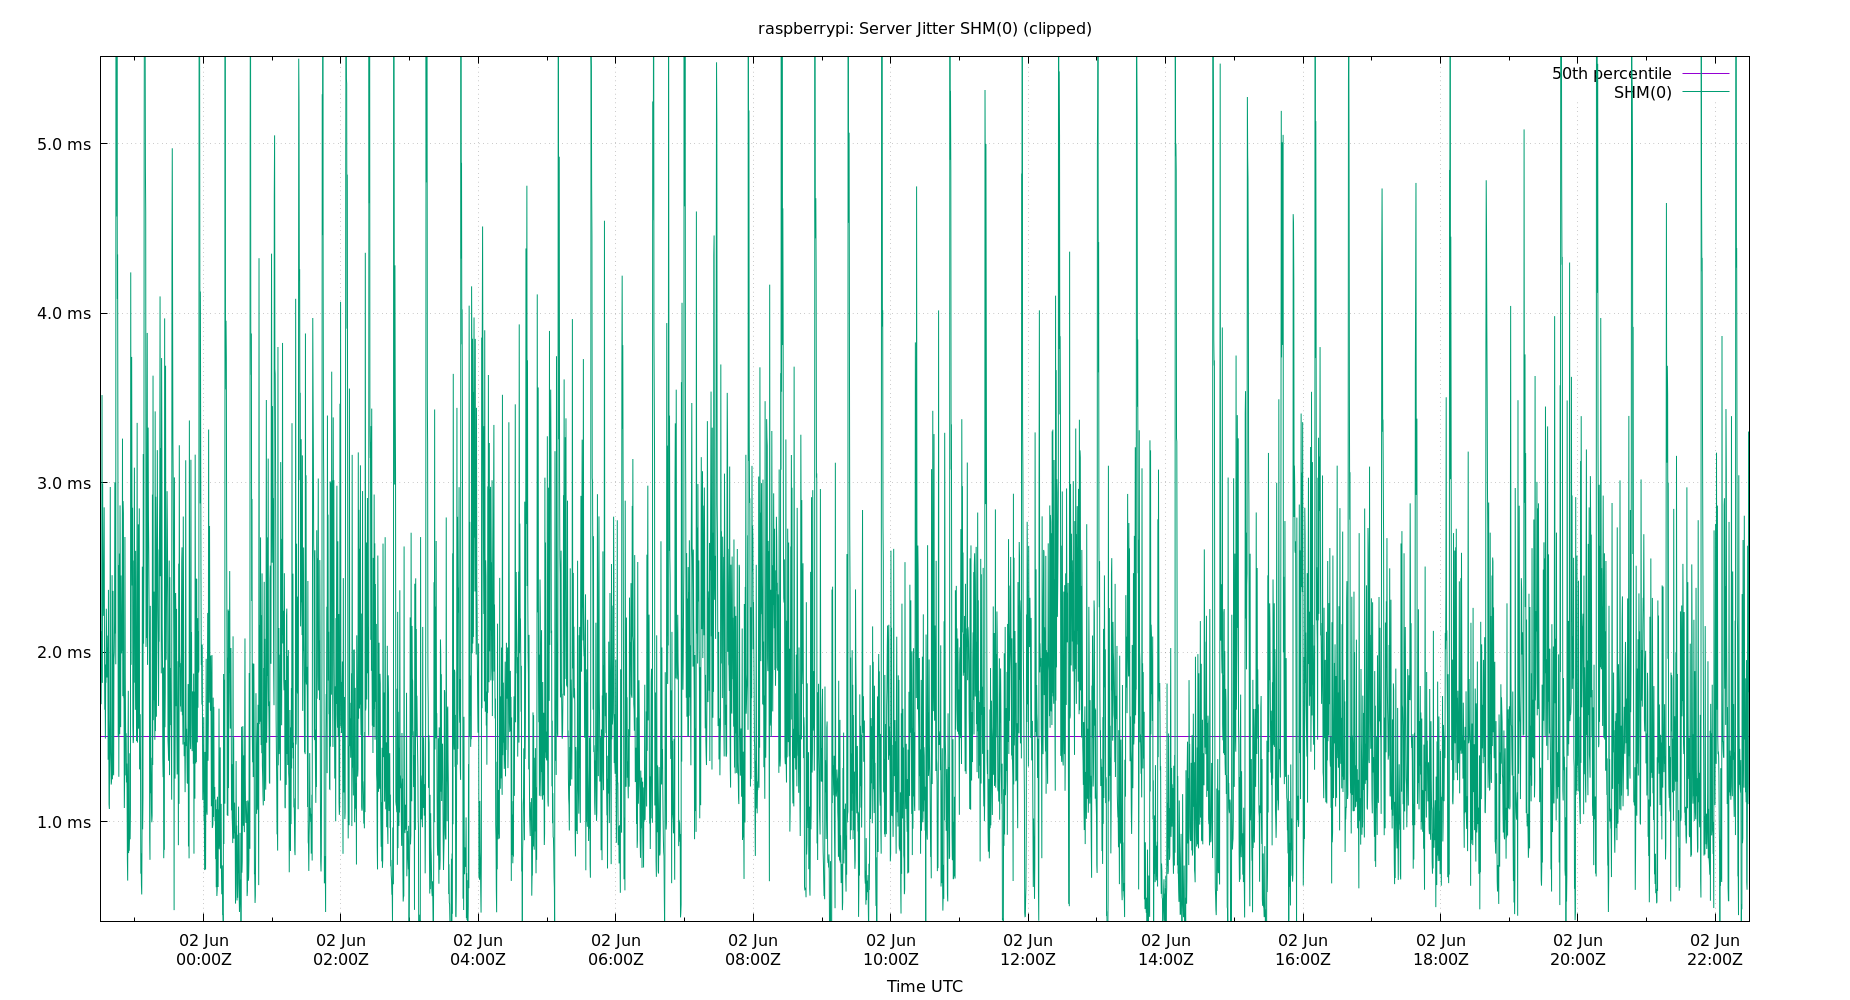 raspberrypi: Server Jitter SHM(0) (clipped)
50th percentile
SHM(0)
5.0 ms
4.0 ms
3.0 ms
2.0 ms
1.0 ms
02 Jun 02 Jun 02 Jun 02 Jun 02 Jun 02 Jun 02 Jun 02 Jun 02 Jun 02 Jun 02 Jun 02 Jun
00:00Z 02:00Z 04:00Z 06:00Z 08:00Z 10:00Z 12:00Z 14:00Z 16:00Z 18:00Z 20:00Z 22:00Z
Time UTC